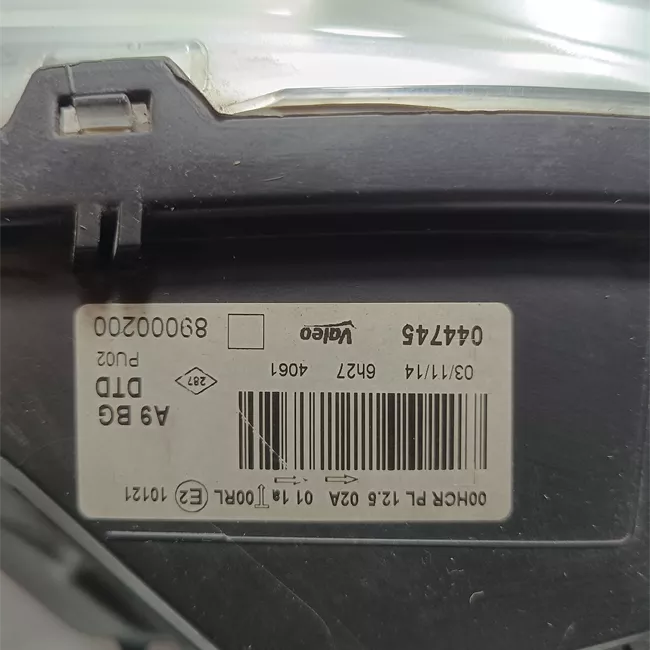 00HCR PL 12.5 02A 01 1a 00RL E2 10121
A9 BG
DTD
03/11/14 6h27 4061 287 PU02
044745 Valeo 89000200